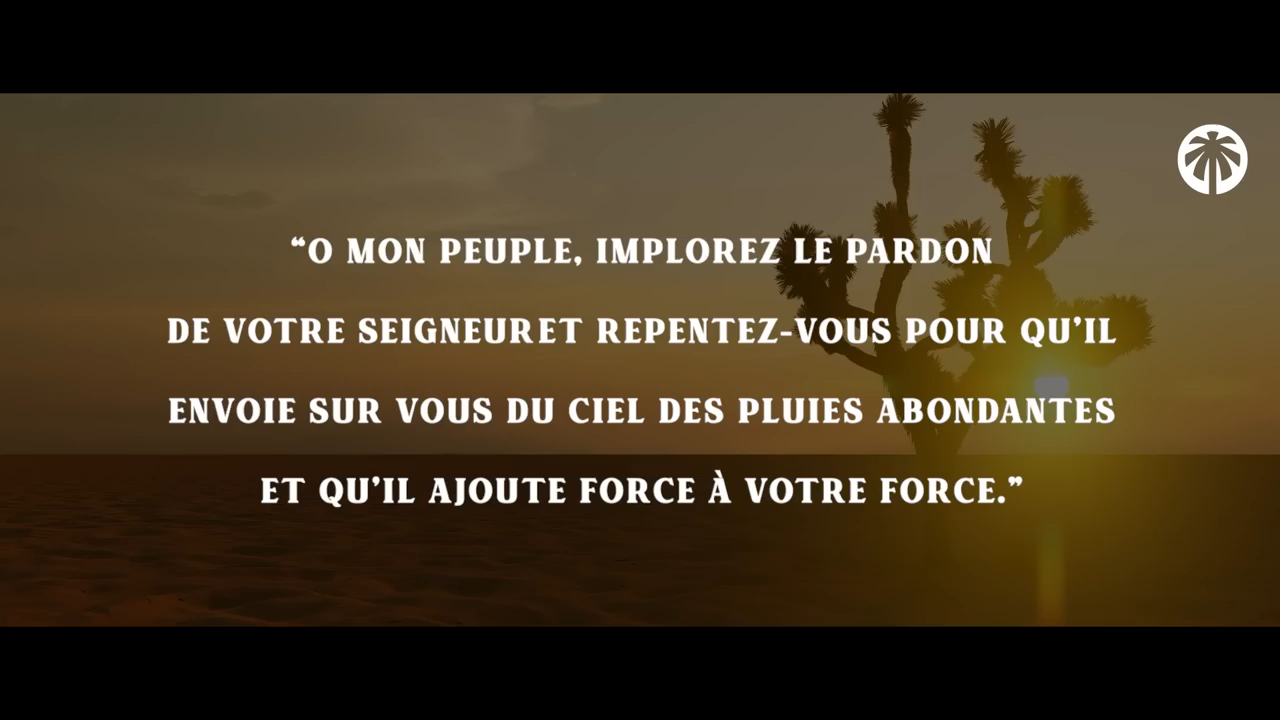 “O MON PEUPLE, IMPLOREZ LE PARDON
DE VOTRE SEIGNEURET REPENTEZ-VOUS POUR QU’IL
ENVOIE SUR VOUS DU CIEL DES PLUIES ABONDANTES
ET QU’IL AJOUTE FORCE À VOTRE FORCE.”